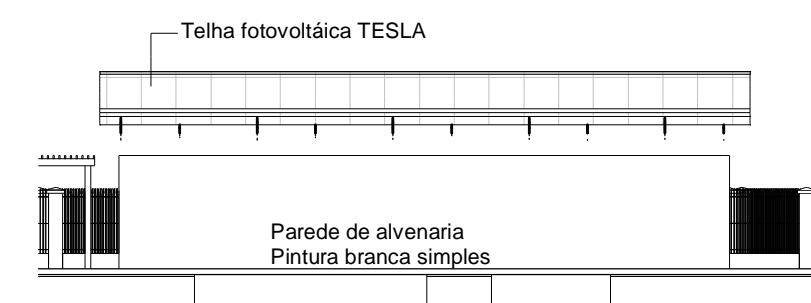 Telha fotovoltáica TESLA
Parede de alvenaria
Pintura branca simples